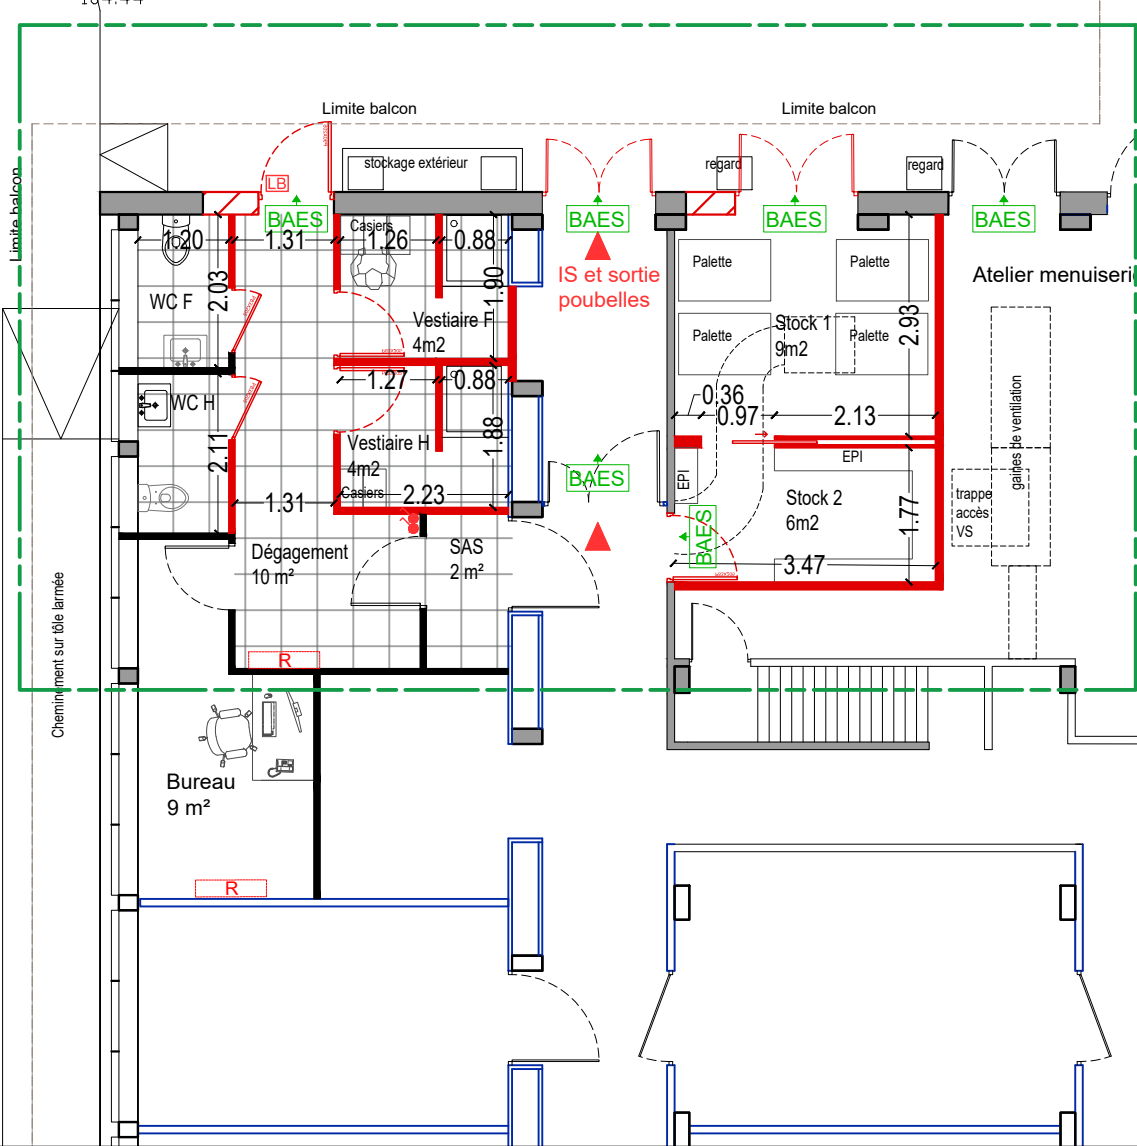 Limite balcon
Limite balcon
Limite balcon
stockage extérieur
regard
regard
LB
BAES
BAES
BAES
BAES
Casiers
1.20
1.31
1.26
0.88
IS et sortie
poubelles
Palette
Palette
Atelier menuiserie
WC F
2.03
1.90
Vestiaire F
4m2
Stock 1
9m2
Palette
Palette
2.93
1.27
0.88
WC H
0.36
0.97
2.13
gaines de ventilation
2.11
Vestiaire H
4m2
1.88
Casiers
2.23
1.31
BAES
EPI
EPI
Stock 2
6m2
1.77
trappe
accès
VS
BAES
3.47
Dégagement
10 m²
SAS
2 m²
R
Cheminement sur tôle larmée
Bureau
9 m²
R